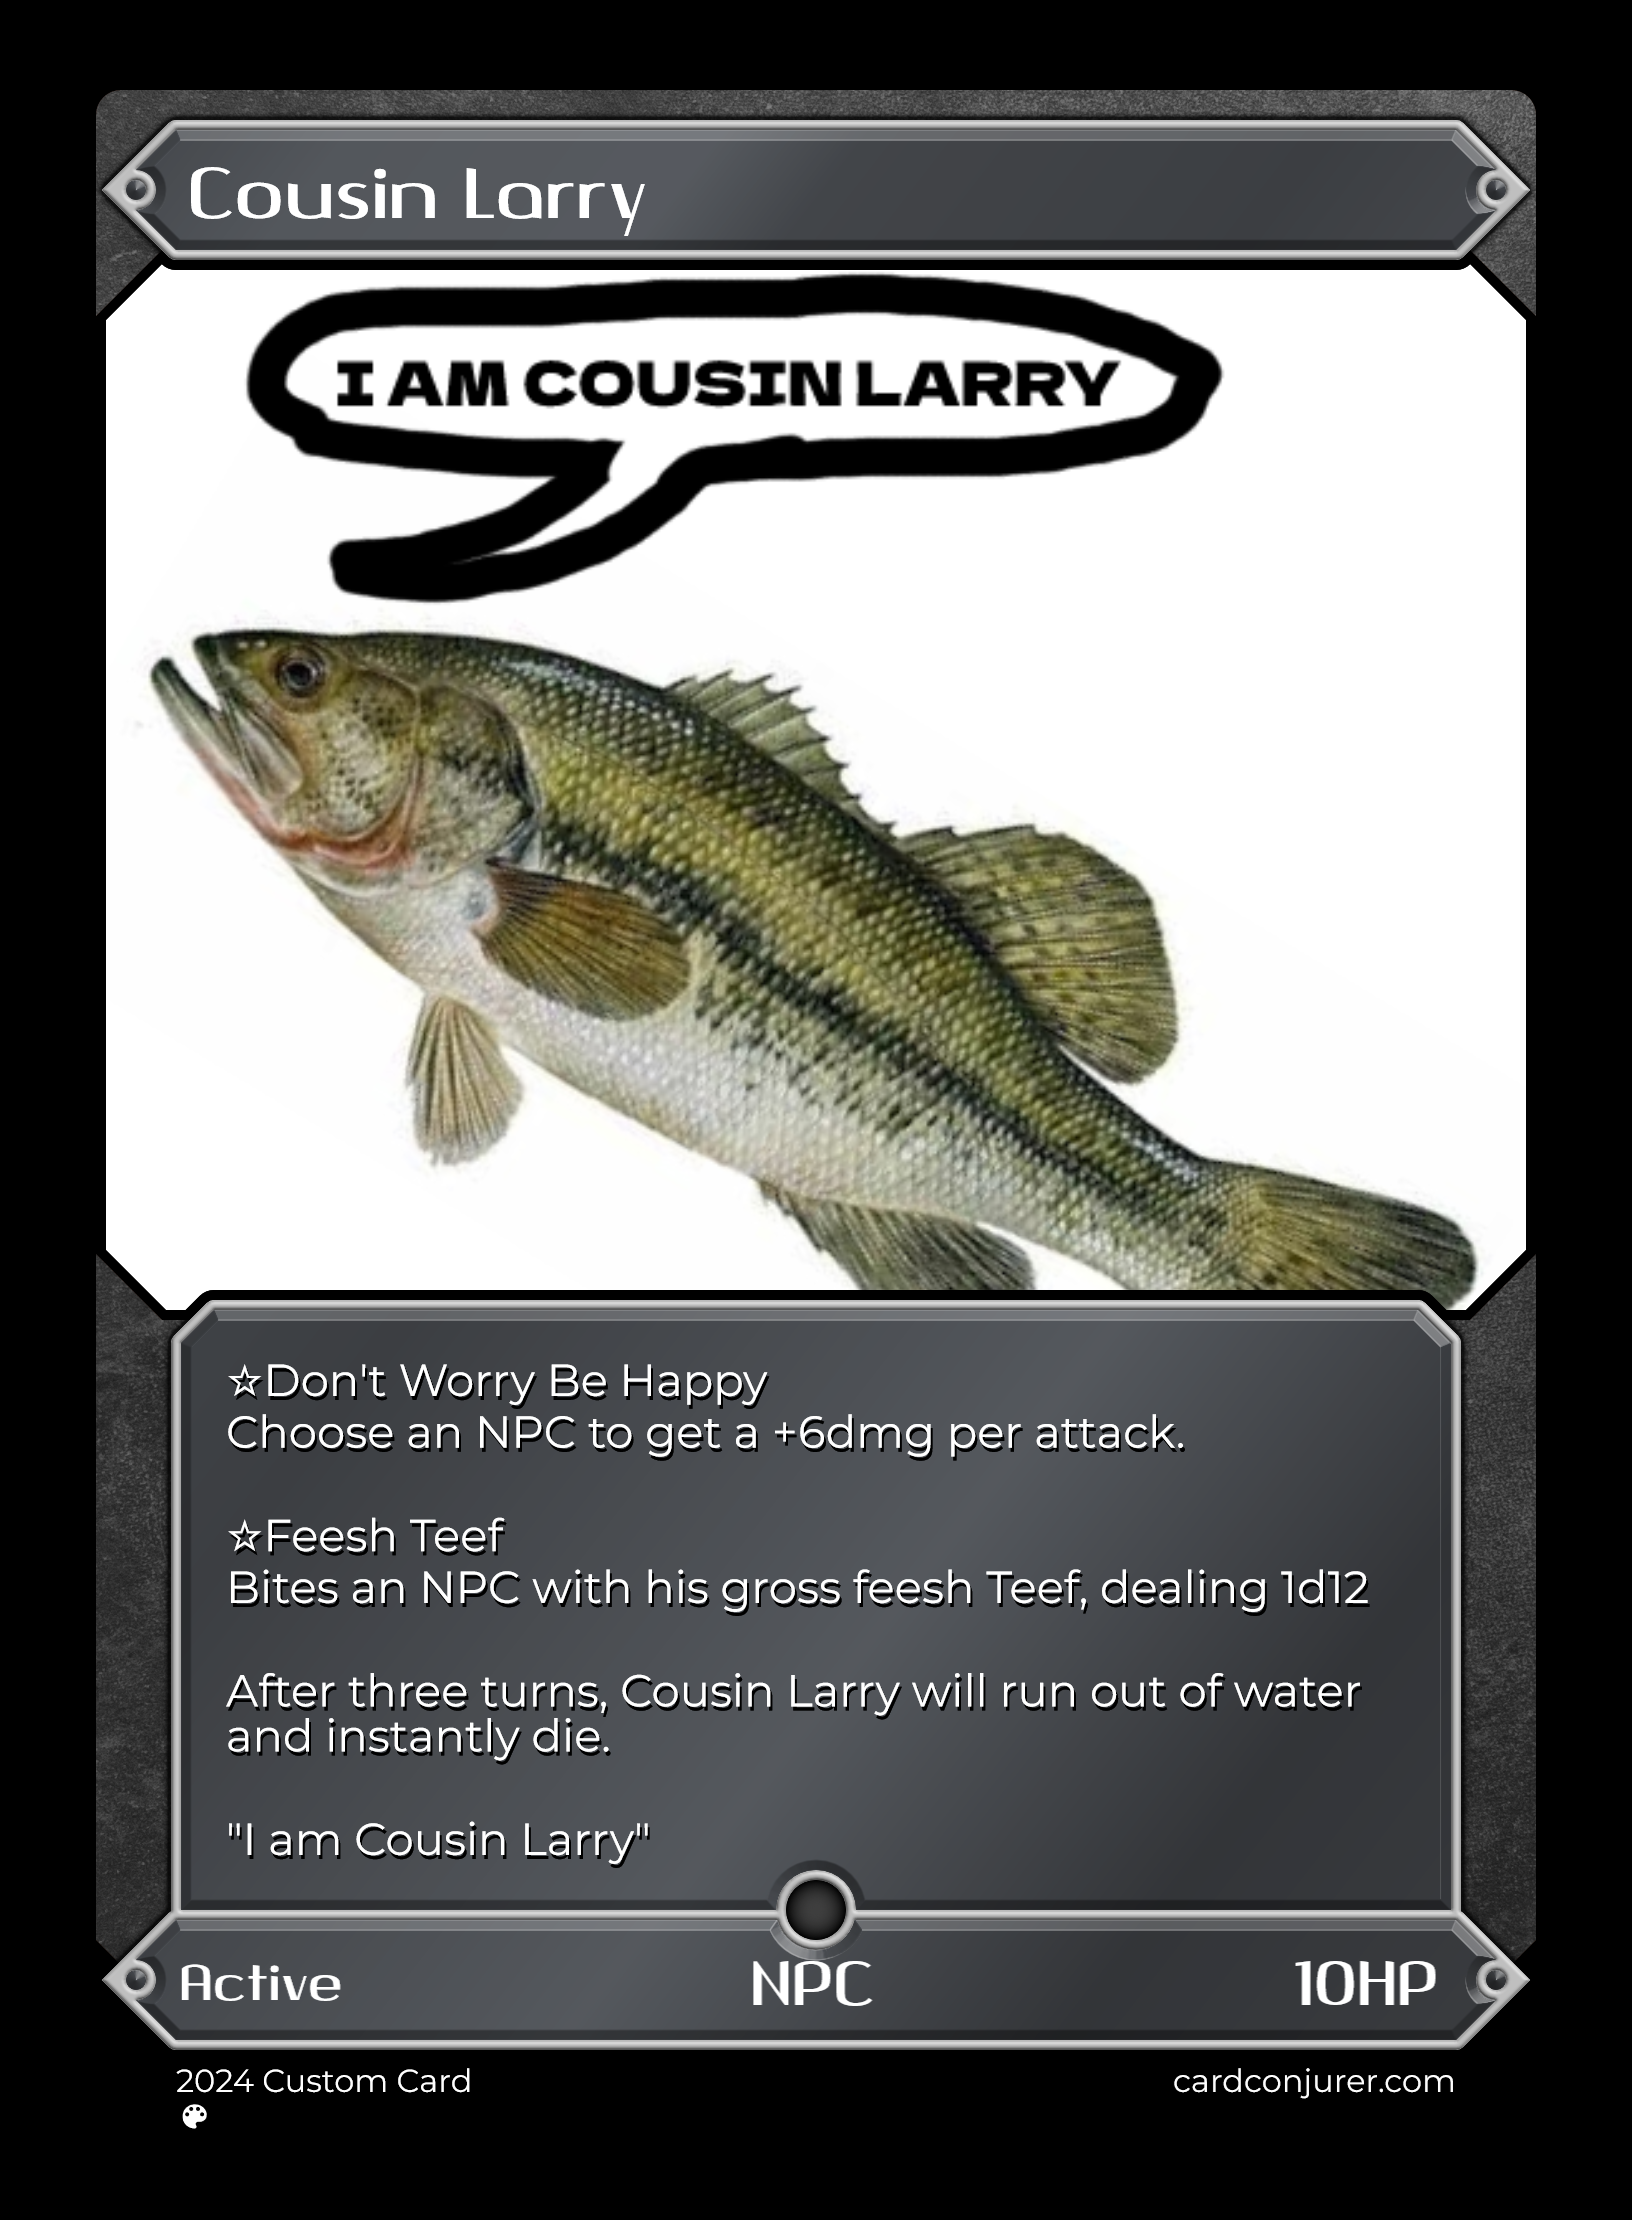 Cousin Larry
I AM COUSIN LARRY
☆Don't Worry Be Happy
Choose an NPC to get a +6dmg per attack.
☆Feesh Teef
Bites an NPC with his gross feesh Teef, dealing 1d12
After three turns, Cousin Larry will run out of water
and instantly die.
"I am Cousin Larry"
Active NPC 10HP
2024 Custom Card cardconjurer.com